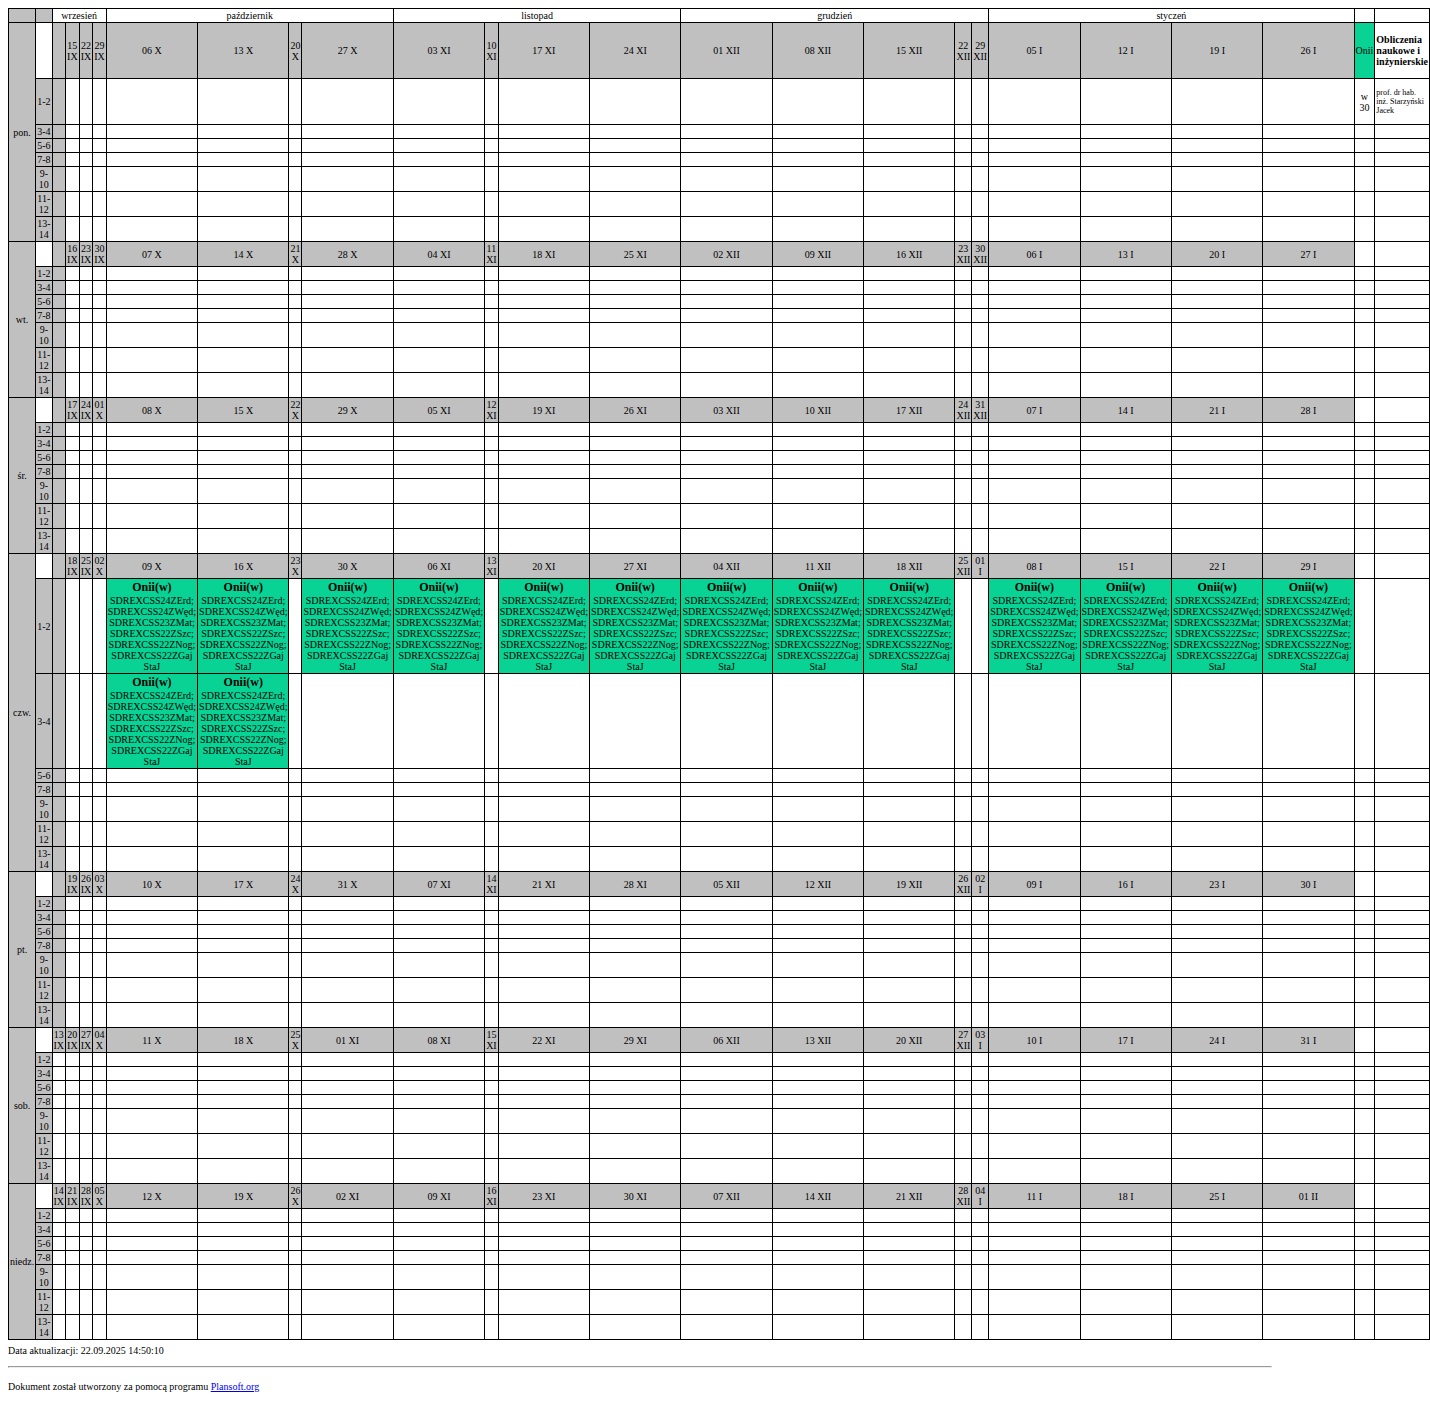 wrzesień październik listopad grudzień styczeń
pon. 15 IX 22 IX 29 IX 06 X 13 X 20 X 27 X 03 XI 10 XI 17 XI 24 XI 01 XII 08 XII 15 XII 22 XII 29 XII 05 I 12 I 19 I 26 I Onii Obliczenia naukowe i inżynierskie
1-2 w 30 prof. dr hab. inż. Starzyński Jacek
3-4
5-6
7-8
9-10
11-12
13-14
wt. 16 IX 23 IX 30 IX 07 X 14 X 21 X 28 X 04 XI 11 XI 18 XI 25 XI 02 XII 09 XII 16 XII 23 XII 30 XII 06 I 13 I 20 I 27 I
1-2
3-4
5-6
7-8
9-10
11-12
13-14
śr. 17 IX 24 IX 01 X 08 X 15 X 22 X 29 X 05 XI 12 XI 19 XI 26 XI 03 XII 10 XII 17 XII 24 XII 31 XII 07 I 14 I 21 I 28 I
1-2
3-4
5-6
7-8
9-10
11-12
13-14
czw. 18 IX 25 IX 02 X 09 X 16 X 23 X 30 X 06 XI 13 XI 20 XI 27 XI 04 XII 11 XII 18 XII 25 XII 01 I 08 I 15 I 22 I 29 I
1-2
Onii(w) Onii(w) Onii(w) Onii(w) Onii(w) Onii(w) Onii(w) Onii(w) Onii(w) Onii(w) Onii(w) Onii(w) Onii(w)
SDREXCSS24ZErd; SDREXCSS24ZErd; SDREXCSS24ZErd; SDREXCSS24ZErd; SDREXCSS24ZErd; SDREXCSS24ZErd; SDREXCSS24ZErd; SDREXCSS24ZErd; SDREXCSS24ZErd; SDREXCSS24ZErd; SDREXCSS24ZErd; SDREXCSS24ZErd; SDREXCSS24ZErd;
SDREXCSS24ZWęd; SDREXCSS24ZWęd; SDREXCSS24ZWęd; SDREXCSS24ZWęd; SDREXCSS24ZWęd; SDREXCSS24ZWęd; SDREXCSS24ZWęd; SDREXCSS24ZWęd; SDREXCSS24ZWęd; SDREXCSS24ZWęd; SDREXCSS24ZWęd; SDREXCSS24ZWęd; SDREXCSS24ZWęd;
SDREXCSS23ZMat; SDREXCSS23ZMat; SDREXCSS23ZMat; SDREXCSS23ZMat; SDREXCSS23ZMat; SDREXCSS23ZMat; SDREXCSS23ZMat; SDREXCSS23ZMat; SDREXCSS23ZMat; SDREXCSS23ZMat; SDREXCSS23ZMat; SDREXCSS23ZMat; SDREXCSS23ZMat;
SDREXCSS22ZSzc; SDREXCSS22ZSzc; SDREXCSS22ZSzc; SDREXCSS22ZSzc; SDREXCSS22ZSzc; SDREXCSS22ZSzc; SDREXCSS22ZSzc; SDREXCSS22ZSzc; SDREXCSS22ZSzc; SDREXCSS22ZSzc; SDREXCSS22ZSzc; SDREXCSS22ZSzc; SDREXCSS22ZSzc;
SDREXCSS22ZNog; SDREXCSS22ZNog; SDREXCSS22ZNog; SDREXCSS22ZNog; SDREXCSS22ZNog; SDREXCSS22ZNog; SDREXCSS22ZNog; SDREXCSS22ZNog; SDREXCSS22ZNog; SDREXCSS22ZNog; SDREXCSS22ZNog; SDREXCSS22ZNog; SDREXCSS22ZNog;
SDREXCSS22ZGaj SDREXCSS22ZGaj SDREXCSS22ZGaj SDREXCSS22ZGaj SDREXCSS22ZGaj SDREXCSS22ZGaj SDREXCSS22ZGaj SDREXCSS22ZGaj SDREXCSS22ZGaj SDREXCSS22ZGaj SDREXCSS22ZGaj SDREXCSS22ZGaj SDREXCSS22ZGaj
StaJ StaJ StaJ StaJ StaJ StaJ StaJ StaJ StaJ StaJ StaJ StaJ StaJ
3-4
Onii(w) Onii(w)
SDREXCSS24ZErd; SDREXCSS24ZErd;
SDREXCSS24ZWęd; SDREXCSS24ZWęd;
SDREXCSS23ZMat; SDREXCSS23ZMat;
SDREXCSS22ZSzc; SDREXCSS22ZSzc;
SDREXCSS22ZNog; SDREXCSS22ZNog;
SDREXCSS22ZGaj SDREXCSS22ZGaj
StaJ StaJ
5-6
7-8
9-10
11-12
13-14
pt. 19 IX 26 IX 03 X 10 X 17 X 24 X 31 X 07 XI 14 XI 21 XI 28 XI 05 XII 12 XII 19 XII 26 XII 02 I 09 I 16 I 23 I 30 I
1-2
3-4
5-6
7-8
9-10
11-12
13-14
sob. 13 IX 20 IX 27 IX 04 X 11 X 18 X 25 X 01 XI 08 XI 15 XI 22 XI 29 XI 06 XII 13 XII 20 XII 27 XII 03 I 10 I 17 I 24 I 31 I
1-2
3-4
5-6
7-8
9-10
11-12
13-14
niedz. 14 IX 21 IX 28 IX 05 X 12 X 19 X 26 X 02 XI 09 XI 16 XI 23 XI 30 XI 07 XII 14 XII 21 XII 28 XII 04 I 11 I 18 I 25 I 01 II
1-2
3-4
5-6
7-8
9-10
11-12
13-14
Data aktualizacji: 22.09.2025 14:50:10
Dokument został utworzony za pomocą programu Plansoft.org